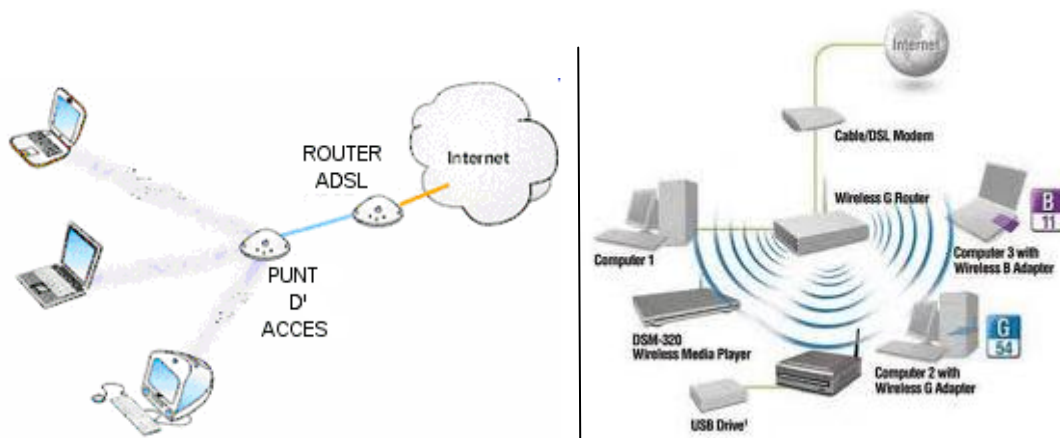 ROUTER
ADSL
Internet
PUNT
D'
ACCES
Internet
Cable/DSL Modem
Wireless G Router
B
11
Computer 1
Computer 3 with
Wireless B Adapter
DSM-320
Wireless Media Player
G
54
Computer 2 with
Wireless G Adapter
USB Drive¹